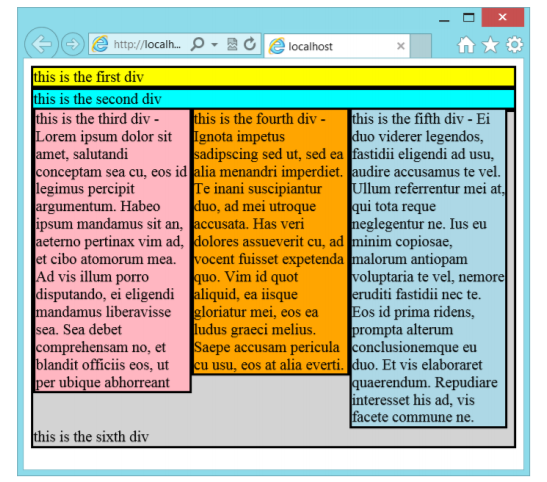 http://localh...
localhost
this is the first div
this is the second div
this is the third div -
Lorem ipsum dolor sit
amet, salutandi
conceptam sea cu, eos id
legimus percipit
argumentum. Habeo
ipsum mandamus sit an,
aeterno pertinax vim ad,
et cibo atomorum mea.
Ad vis illum porro
disputando, ei eligendi
mandamus liberavisse
sea. Sea debet
comprehensam no, et
blandit officiis eos, ut
per ubique abhorreant
this is the fourth div -
Ignota impetus
sadipscing sed ut, sed ea
alia menandri imperdiet.
Te inani suscipiantur
duo, ad mei utroque
accusata. Has veri
dolores assueverit cu, ad
vocent fuisset expetenda
quo. Vim id quot
aliquid, ea iisque
gloriatur mei, eos ea
ludus graeci melius.
Saepe accusam pericula
cu usu, eos at alia everti.
this is the fifth div - Ei
duo viderer legendos,
fastidii eligendi ad usu,
audire accusamus te vel.
Ullum referrentur mei at,
qui tota reque
neglegentur ne. Ius eu
minim copiosae,
malorum antiopam
voluptaria te vel, nemore
eruditi fastidii nec te.
Eos id prima ridens,
prompta alterum
conclusionemque eu
duo. Et vis elaboraret
quaerendum. Repudiare
interesset his ad, vis
facete commune ne.
this is the sixth div